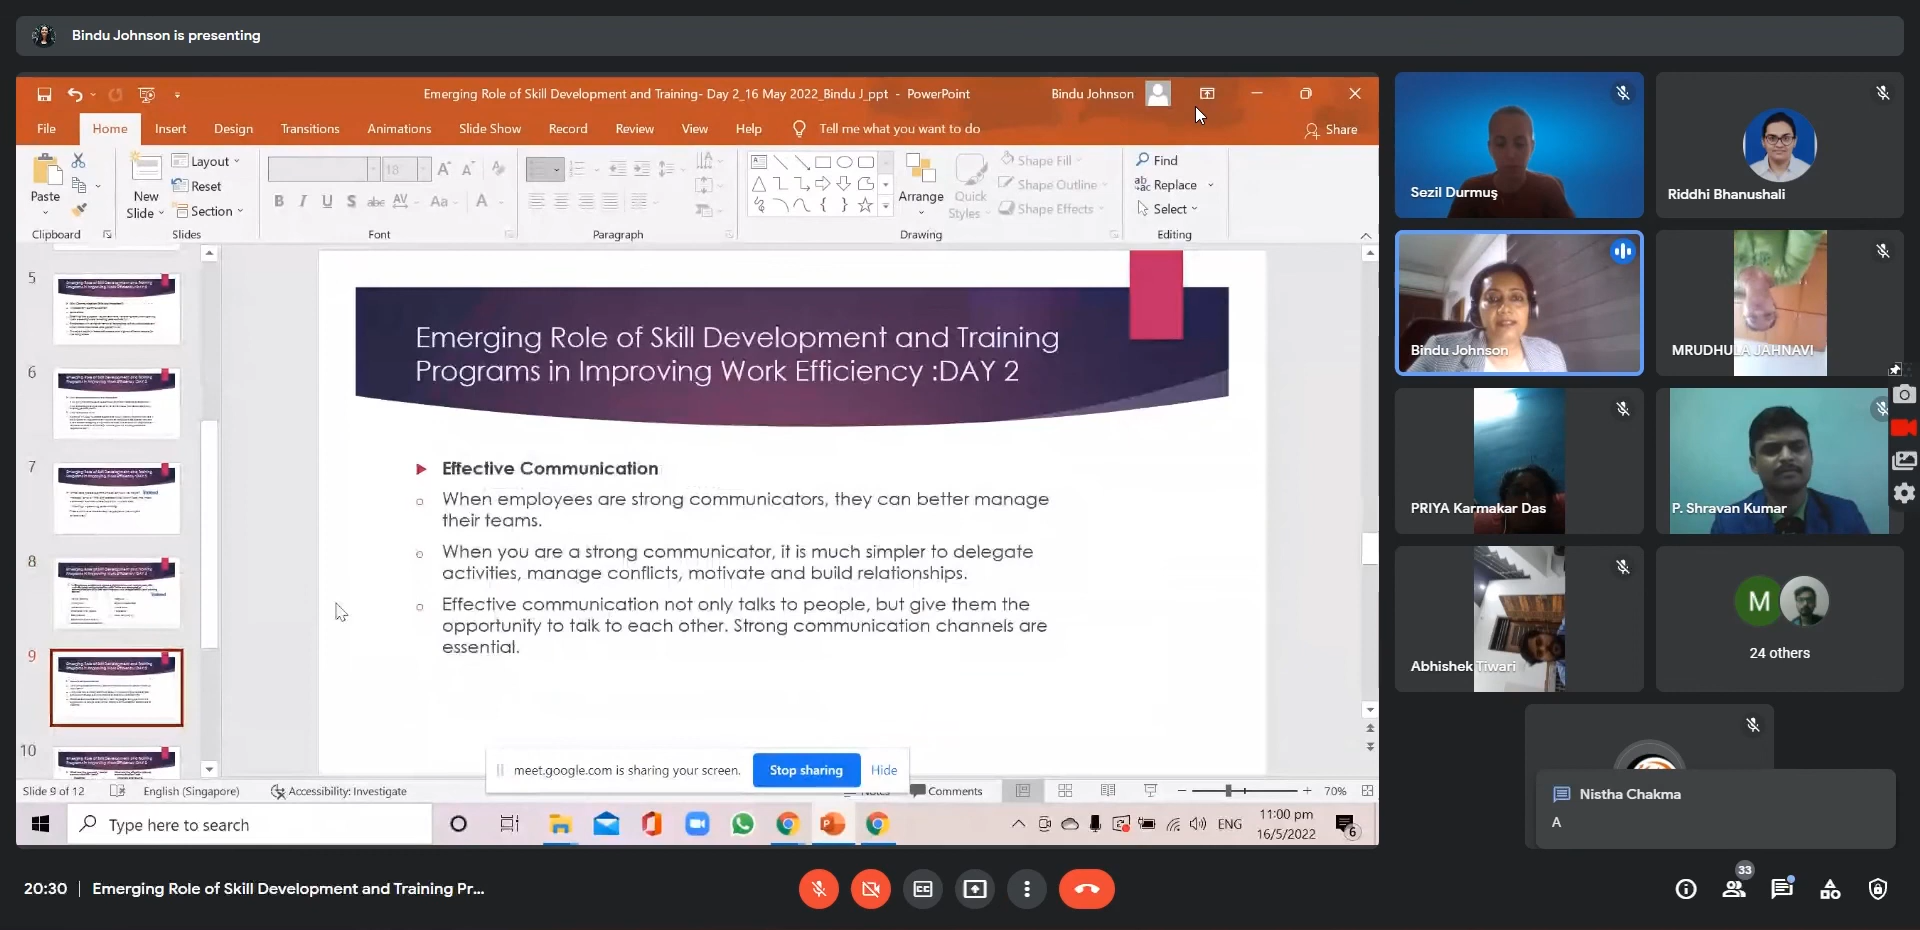 Bindu Johnson is presenting
Emerging Role of Skill Development and Training- Day 2_16 May 2022_Bindu J_ppt - PowerPoint
Bindu Johnson
File Home Insert Design Transitions Animations Slide Show Record Review View Help Tell me what you want to do
Share
Paste
New
Slide
Layout
Reset
Section
18
Arrange
Quick
Styles
Shape Fill
Shape Outline
Shape Effects
Find
Replace
Select
Clipboard
Slides
Font
Paragraph
Drawing
Editing
5
6
7
8
9
10
Emerging Role of Skill Development and Training
Programs in Improving Work Efficiency :DAY 2
Effective Communication
When employees are strong communicators, they can better manage
their teams.
When you are a strong communicator, it is much simpler to delegate
activities, manage conflicts, motivate and build relationships.
Effective communication not only talks to people, but give them the
opportunity to talk to each other. Strong communication channels are
essential.
meet.google.com is sharing your screen.
Stop sharing
Hide
Slide 9 of 12
English (Singapore)
Accessibility: Investigate
Notes
Comments
70%
Type here to search
ENG
11:00 pm
16/5/2022
6
Sezil Durmuş
Riddhi Bhanushali
Bindu Johnson
MRUDHULA JAHNAVI
PRIYA Karmakar Das
P. Shravan Kumar
Abhishek Tiwari
M
24 others
Nistha Chakma
A
20:30 | Emerging Role of Skill Development and Training Pr...
33